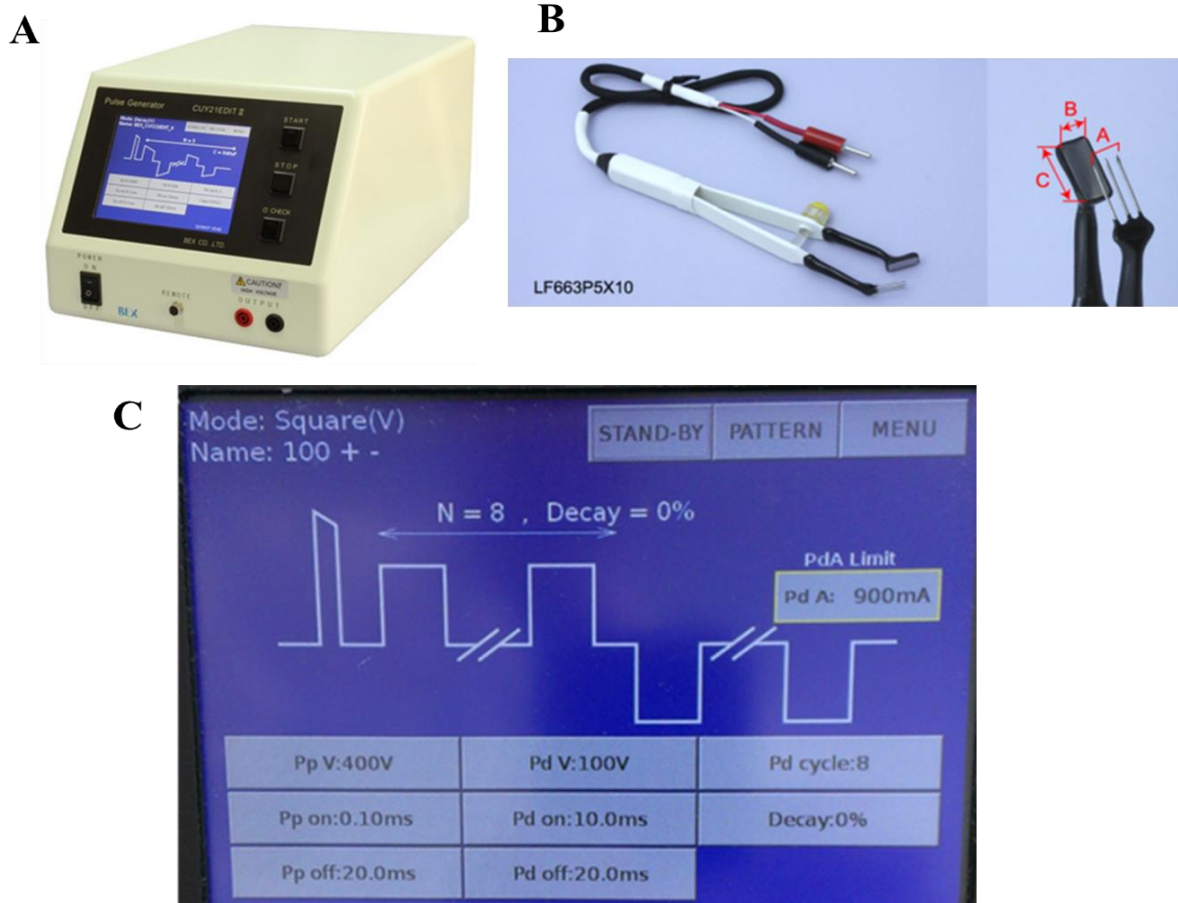 A
Pulse Generator CUY21EDIT II
START
STOP
Ω CHECK
BEX CO.,LTD.
POWER
ON
OFF
BEX
REMOTE
CAUTION!
HIGH VOLTAGE
OUTPUT
B
LF663P5X10
B
A
C
C
Mode: Square(V)
Name: 100 + -
STAND-BY PATTERN MENU
N = 8 , Decay = 0%
PdA Limit
Pd A: 900mA
Pp V:400V Pd V:100V Pd cycle:8
Pp on:0.10ms Pd on:10.0ms Decay:0%
Pp off:20.0ms Pd off:20.0ms